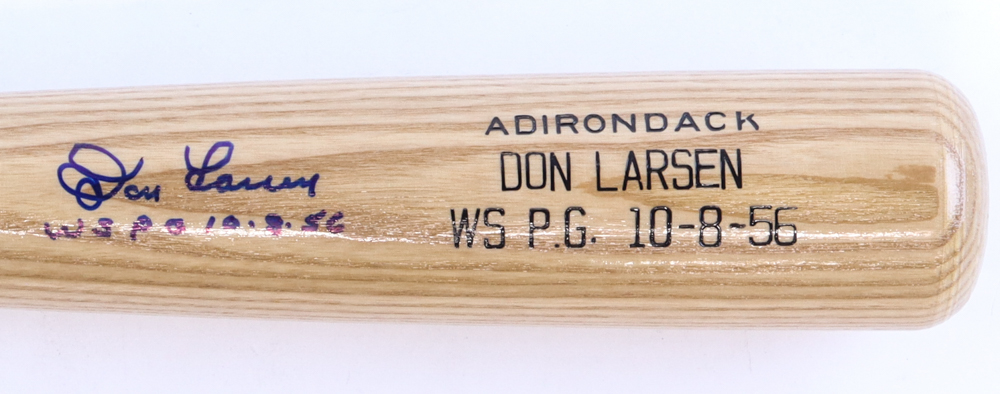 Don Larsen
WS PG 10·8·56
ADIRONDACK
DON LARSEN
WS P.G. 10-8-56